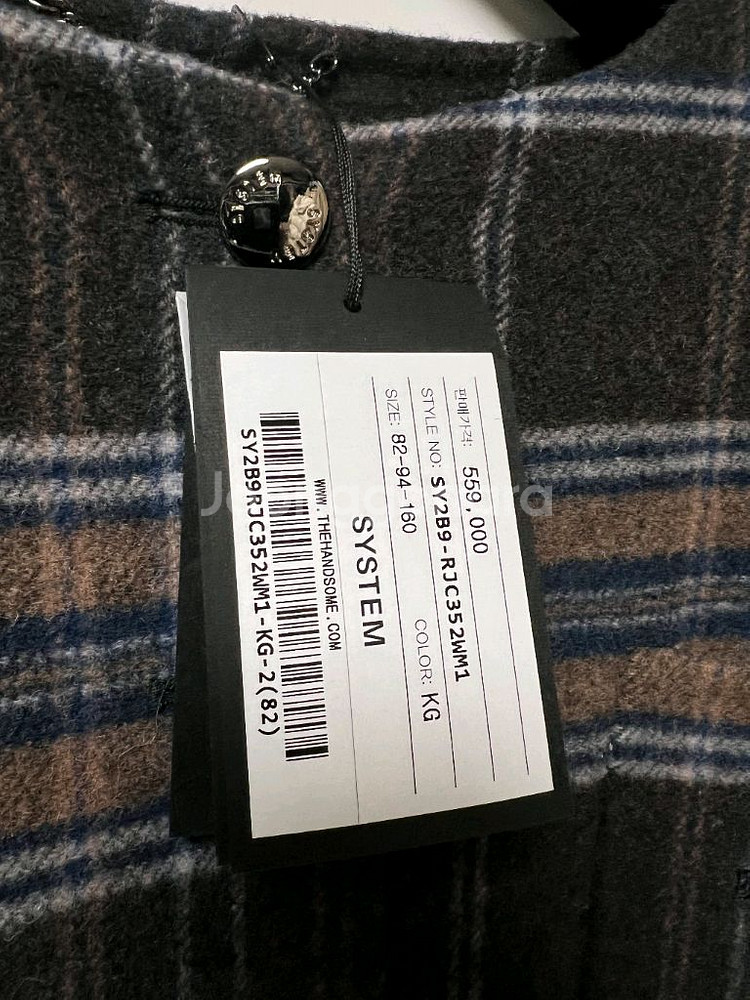 판매가격: 559,000
STYLE NO: SY2B9-RJC352WM1
SIZE: 82-94-160 COLOR: KG
SYSTEM
WWW.THEHANDSOME.COM
SY2B9RJC352WM1-KG-2(82)